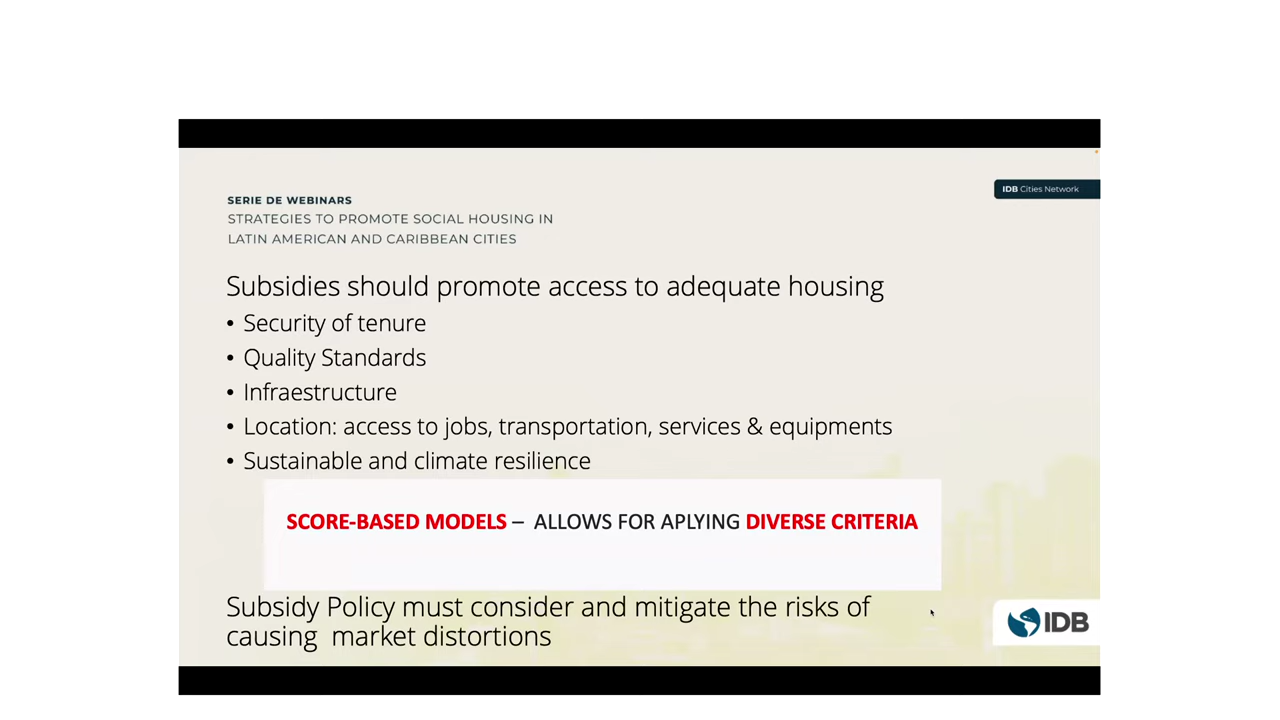 SERIE DE WEBINARS
IDB Cities Network
STRATEGIES TO PROMOTE SOCIAL HOUSING IN
LATIN AMERICAN AND CARIBBEAN CITIES
Subsidies should promote access to adequate housing
• Security of tenure
• Quality Standards
• Infraestructure
• Location: access to jobs, transportation, services & equipments
• Sustainable and climate resilience
SCORE-BASED MODELS – ALLOWS FOR APLYING DIVERSE CRITERIA
Subsidy Policy must consider and mitigate the risks of
causing market distortions
IDB